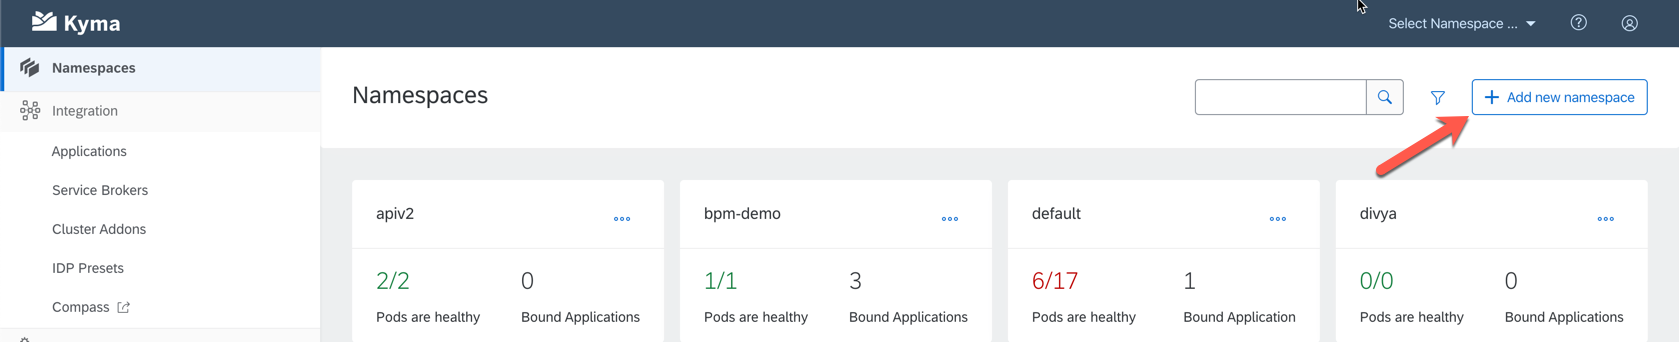 Kyma
Select Namespace ...
Namespaces
Integration
Applications
Service Brokers
Cluster Addons
IDP Presets
Compass
Namespaces
Add new namespace
apiv2
2/2
0
Pods are healthy
Bound Applications
bpm-demo
1/1
3
Pods are healthy
Bound Applications
default
6/17
1
Pods are healthy
Bound Application
divya
0/0
0
Pods are healthy
Bound Applications